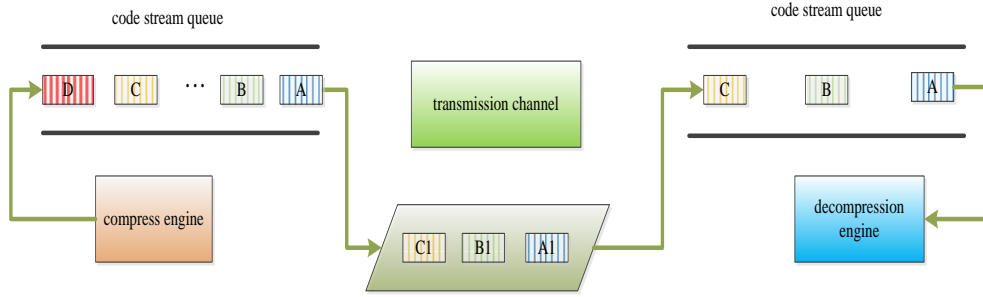 code stream queue
D C ... B A
compress engine
transmission channel
C1 B1 A1
code stream queue
C B A
decompression
engine